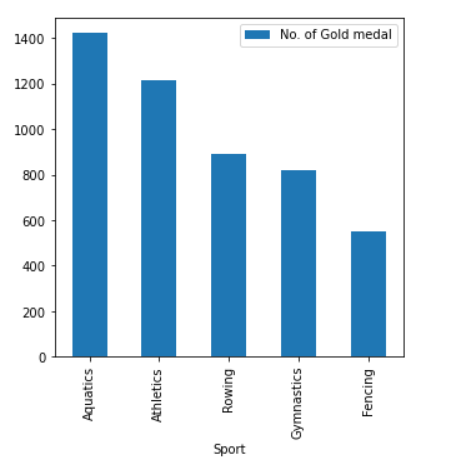 No. of Gold medal
1400
1200
1000
800
600
400
200
0
Aquatics
Athletics
Rowing
Gymnastics
Fencing
Sport